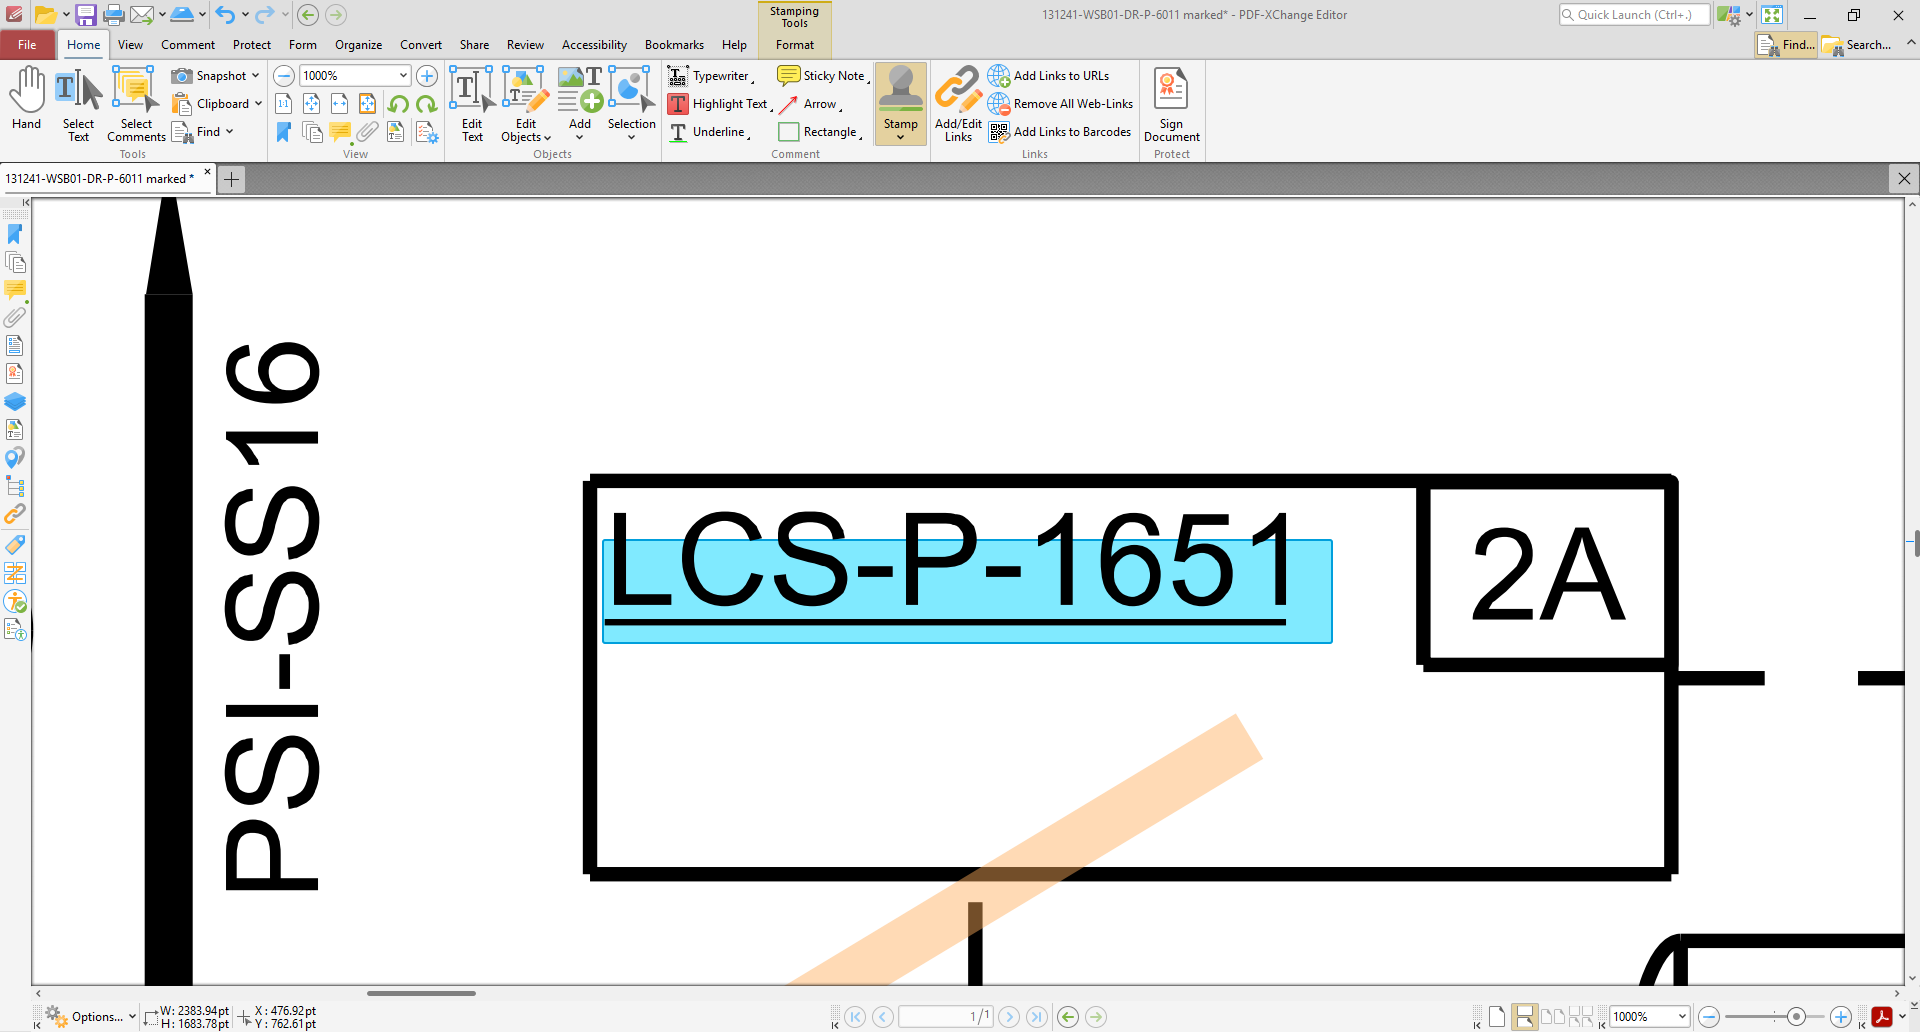 Stamping
Tools
131241-WSB01-DR-P-6011 marked* - PDF-XChange Editor
Quick Launch (Ctrl+.)
File
Home
View
Comment
Protect
Form
Organize
Convert
Share
Review
Accessibility
Bookmarks
Help
Format
Find...
Search...
Hand
Select
Text
Select
Comments
Snapshot
Clipboard
Find
Tools
1000%
1:1
View
Edit
Text
Edit
Objects
Add
Selection
Objects
Typewriter
Highlight Text
Underline
Sticky Note
Arrow
Rectangle
Comment
Stamp
Add/Edit
Links
Add Links to URLs
Remove All Web-Links
Add Links to Barcodes
Links
Sign
Document
Protect
131241-WSB01-DR-P-6011 marked *
PSI-SS16
LCS-P-1651
2A
Options...
W: 2383.94pt
H: 1683.78pt
X: 476.92pt
Y: 762.61pt
1/1
1000%